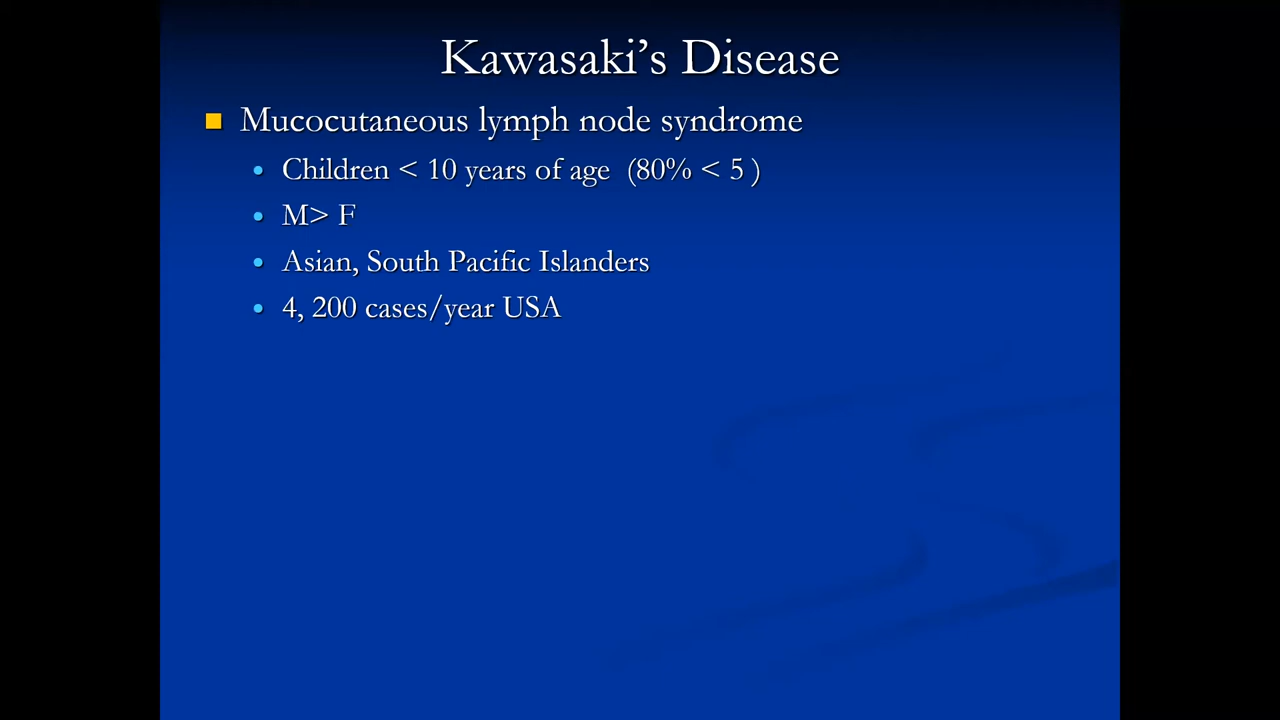 Kawasaki’s Disease
Mucocutaneous lymph node syndrome
Children < 10 years of age (80% < 5 )
M> F
Asian, South Pacific Islanders
4, 200 cases/year USA